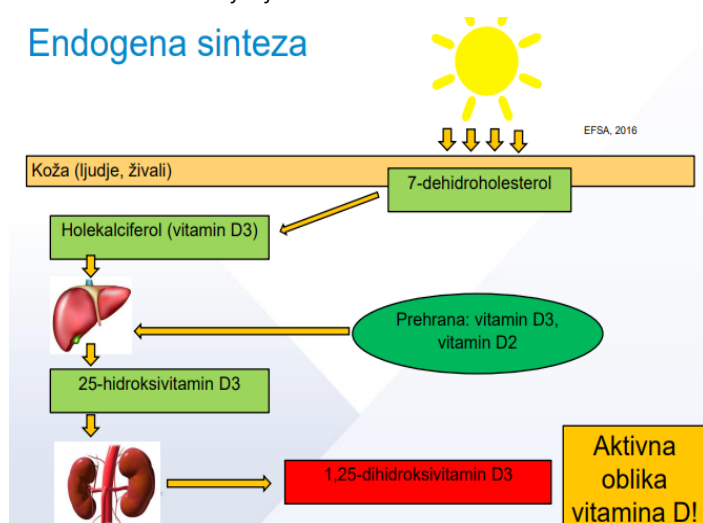 Endogena sinteza
EFSA, 2016
Koža (ljudje, živali)
7-dehidroholesterol
Holekalciferol (vitamin D3)
Prehrana: vitamin D3,
vitamin D2
25-hidroksivitamin D3
1,25-dihidroksivitamin D3
Aktivna
oblika
vitamina D!